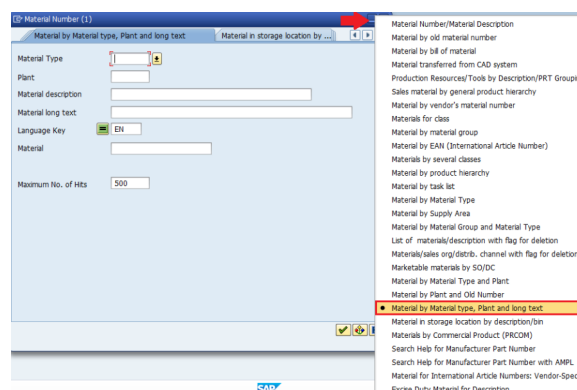 Material Number (1)
Material by Material type, Plant and long text
Material in storage location by ...
Material Type
Plant
Material description
Material long text
Language Key
EN
Material
Maximum No. of Hits
500
SAP
Material Number/Material Description
Material by old material number
Material by bill of material
Material transferred from CAD system
Production Resources/Tools by Description/PRT Groupi
Sales material by general product hierarchy
Material by vendor's material number
Materials for class
Material by material group
Material by EAN (International Article Number)
Materials by several classes
Material by product hierarchy
Material by task list
Material by Material Type
Material by Supply Area
Material by Material Group and Material Type
List of materials/description with flag for deletion
Materials/sales org/distrib. channel with flag for deletion
Marketable materials by SO/DC
Material by Material Type and Plant
Material by Plant and Old Number
Material by Material type, Plant and long text
Material in storage location by description/bin
Materials by Commercial Product (PRCOM)
Search Help for Manufacturer Part Number
Search Help for Manufacturer Part Number with AMPL
Material for International Article Numbers: Vendor-Spec
Excise Duty Material for Description